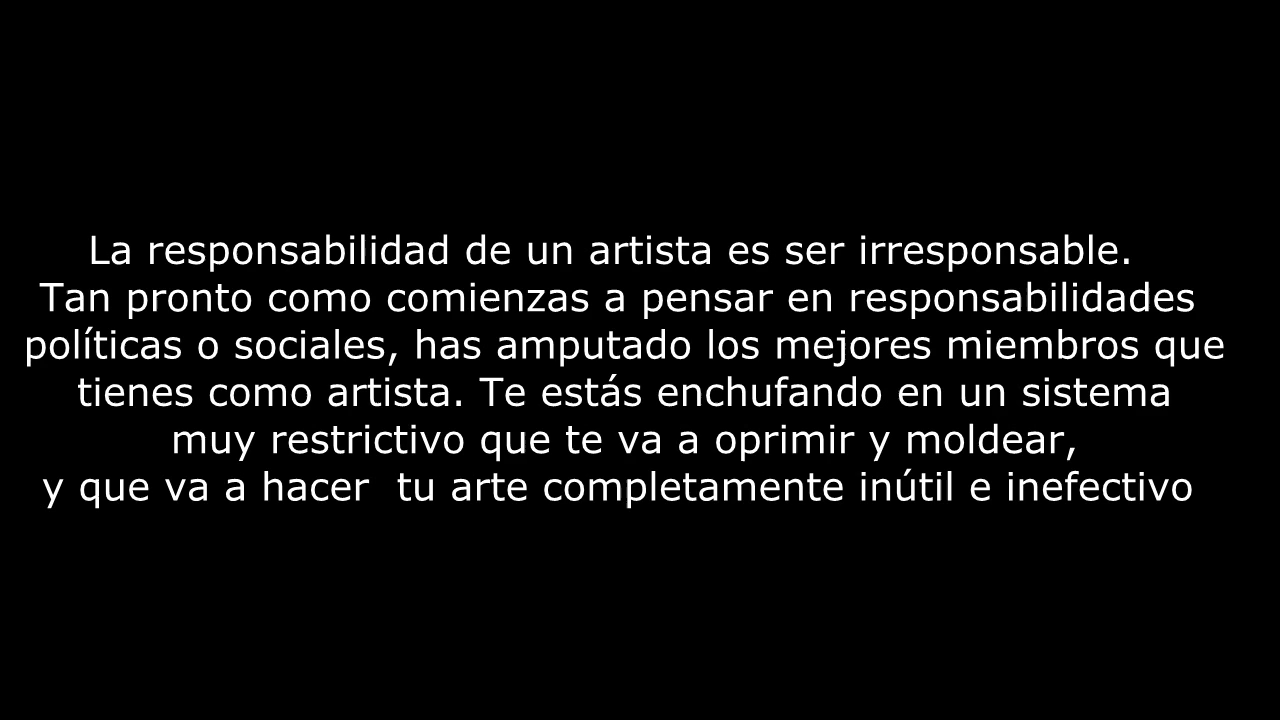 La responsabilidad de un artista es ser irresponsable.
Tan pronto como comienzas a pensar en responsabilidades
políticas o sociales, has amputado los mejores miembros que
tienes como artista. Te estás enchufando en un sistema
muy restrictivo que te va a oprimir y moldear,
y que va a hacer  tu arte completamente inútil e inefectivo